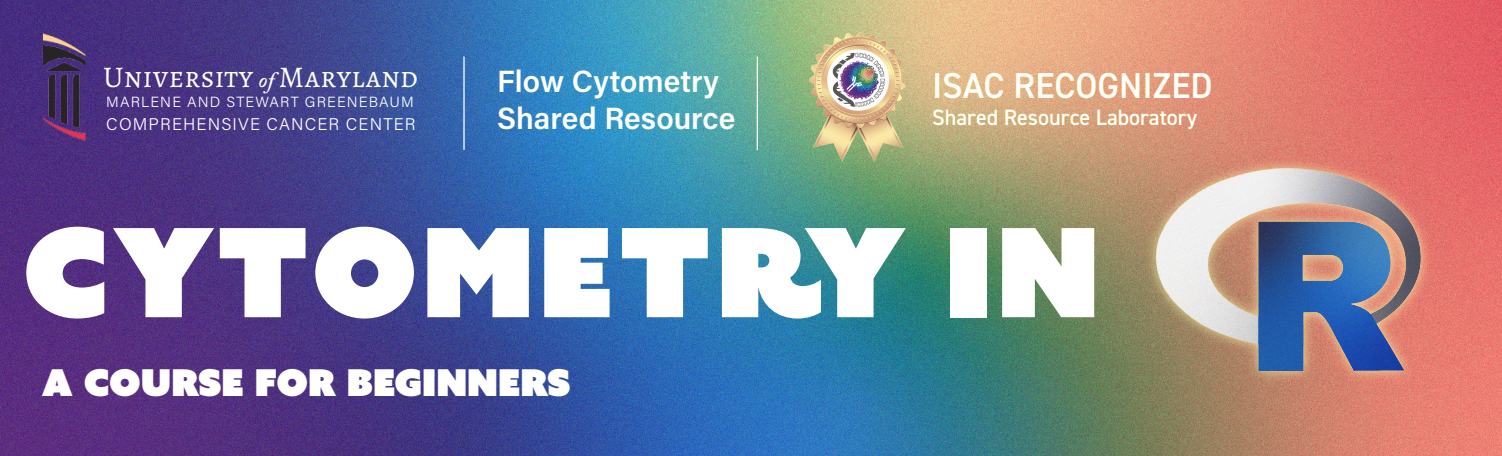 UNIVERSITY of MARYLAND
MARLENE AND STEWART GREENEBAUM
COMPREHENSIVE CANCER CENTER
Flow Cytometry
Shared Resource
ISAC RECOGNIZED
Shared Resource Laboratory
CYTOMETRY IN R
A COURSE FOR BEGINNERS